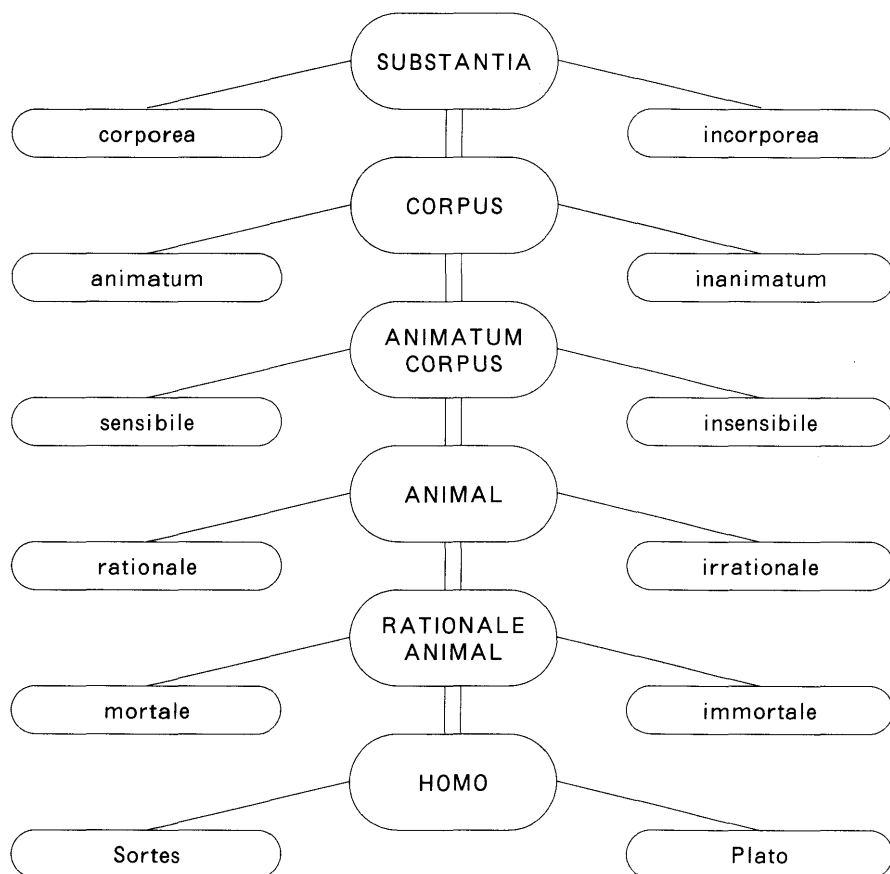 SUBSTANTIA
corporea
incorporea
CORPUS
animatum
inanimatum
ANIMATUM
CORPUS
sensibile
insensibile
ANIMAL
rationale
irrationale
RATIONALE
ANIMAL
mortale
immortale
HOMO
Sortes
Plato